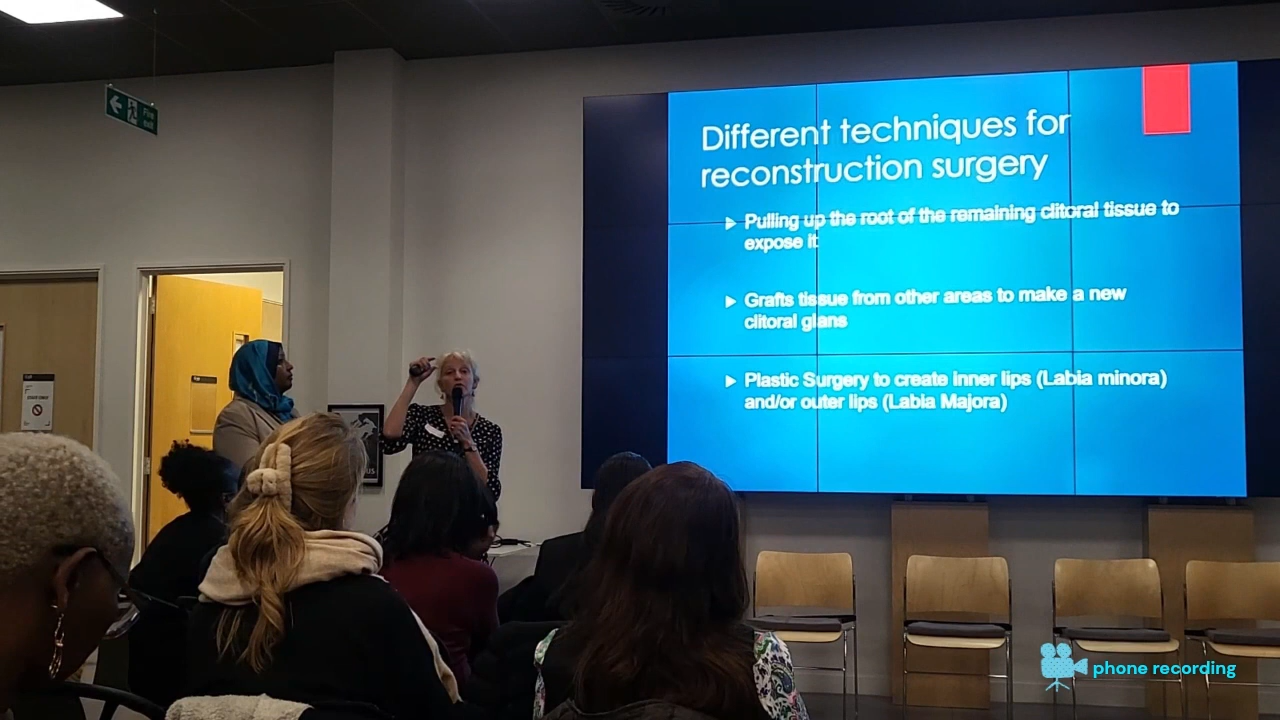 Fire
exit
Different techniques for
reconstruction surgery
Pulling up the root of the remaining clitoral tissue to
expose it
Grafts tissue from other areas to make a new
clitoral glans
Plastic Surgery to create inner lips (Labia minora)
and/or outer lips (Labia Majora)
phone recording